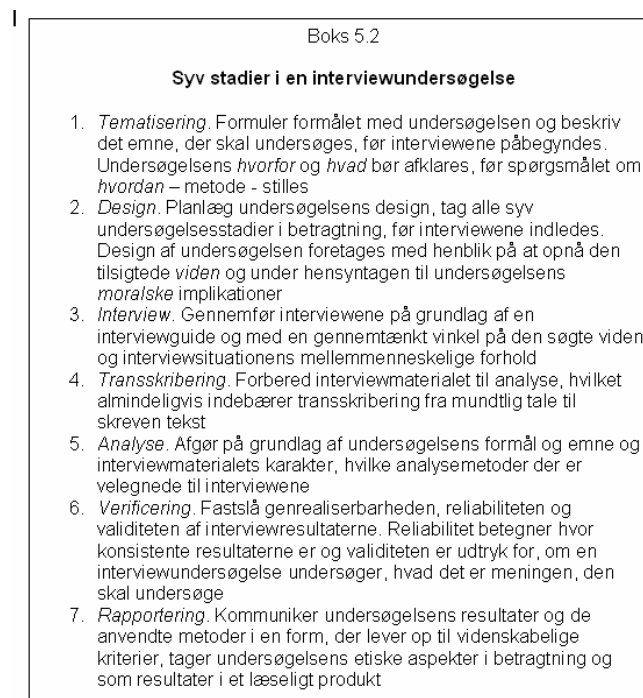 I
Boks 5.2
Syv stadier i en interviewundersøgelse
1. Tematisering. Formuler formålet med undersøgelsen og beskriv
det emne, der skal undersøges, før interviewene påbegyndes.
Undersøgelsens hvorfor og hvad bør afklares, før spørgsmålet om
hvordan – metode - stilles
2. Design. Planlæg undersøgelsens design, tag alle syv
undersøgelsesstadier i betragtning, før interviewene indledes.
Design af undersøgelsen foretages med henblik på at opnå den
tilsigtede viden og under hensyntagen til undersøgelsens
moralske implikationer
3. Interview. Gennemfør interviewene på grundlag af en
interviewguide og med en gennemtænkt vinkel på den søgte viden
og interviewsituationens mellemmenneskelige forhold
4. Transskribering. Forbered interviewmaterialet til analyse, hvilket
almindeligvis indebærer transskribering fra mundtlig tale til
skreven tekst
5. Analyse. Afgør på grundlag af undersøgelsens formål og emne og
interviewmaterialets karakter, hvilke analysemetoder der er
velegnede til interviewene
6. Verificering. Fastslå genrealiserbarheden, reliabiliteten og
validiteten af interviewresultaterne. Reliabilitet betegner hvor
konsistente resultaterne er og validiteten er udtryk for, om en
interviewundersøgelse undersøger, hvad det er meningen, den
skal undersøge
7. Rapportering. Kommuniker undersøgelsens resultater og de
anvendte metoder i en form, der lever op til videnskabelige
kriterier, tager undersøgelsens etiske aspekter i betragtning og
som resultater i et læseligt produkt